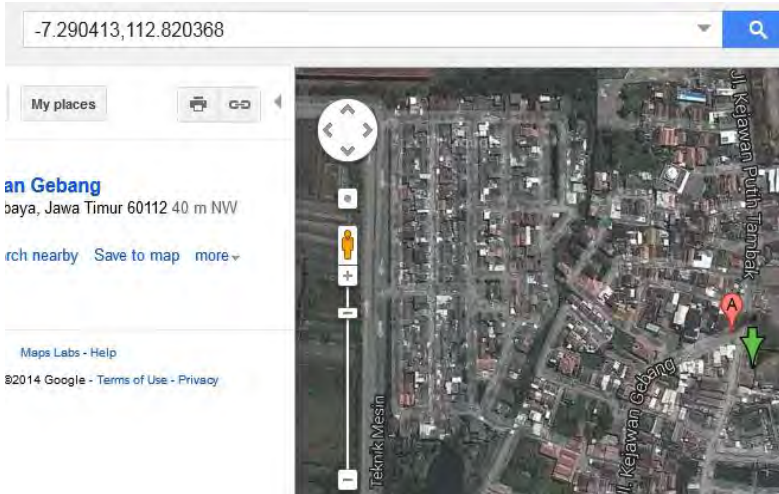 -7.290413,112.820368
My places
an Gebang
baya, Jawa Timur 60112 40 m NW
rch nearby Save to map more
Maps Labs - Help
©2014 Google - Terms of Use - Privacy
Jl. Kejawan Putih Tambak
A
Jl. Kejawan Gebang
Teknik Mesin